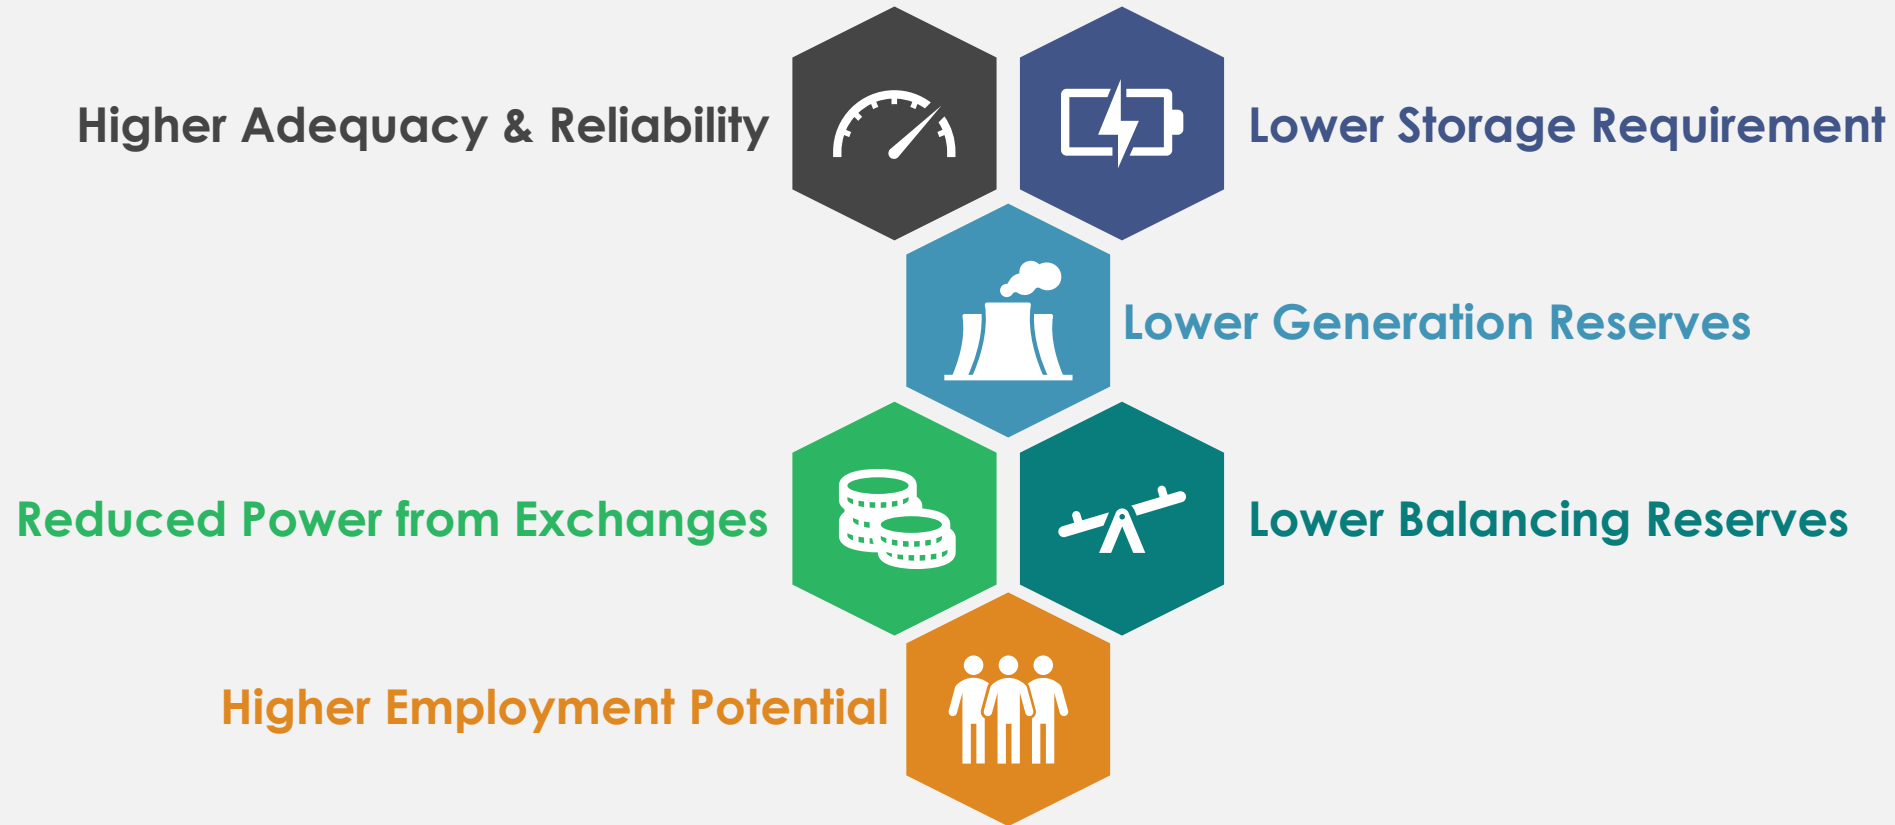 Higher Adequacy & Reliability
Lower Storage Requirement
Lower Generation Reserves
Reduced Power from Exchanges
Lower Balancing Reserves
Higher Employment Potential